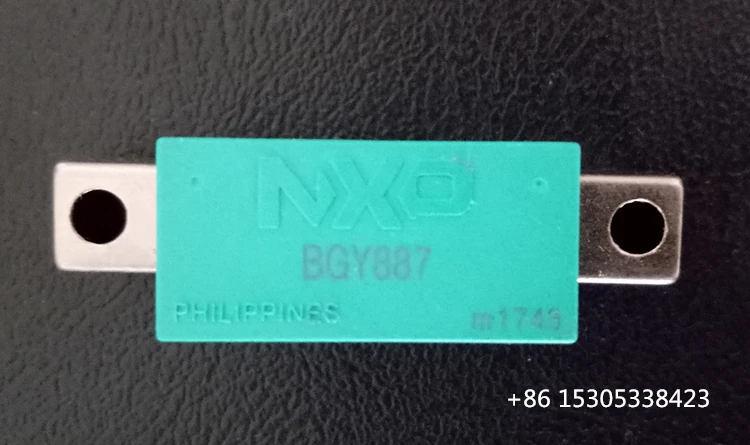 NXP
BGY887
PHILIPPINES
m1743
+86 15305338423